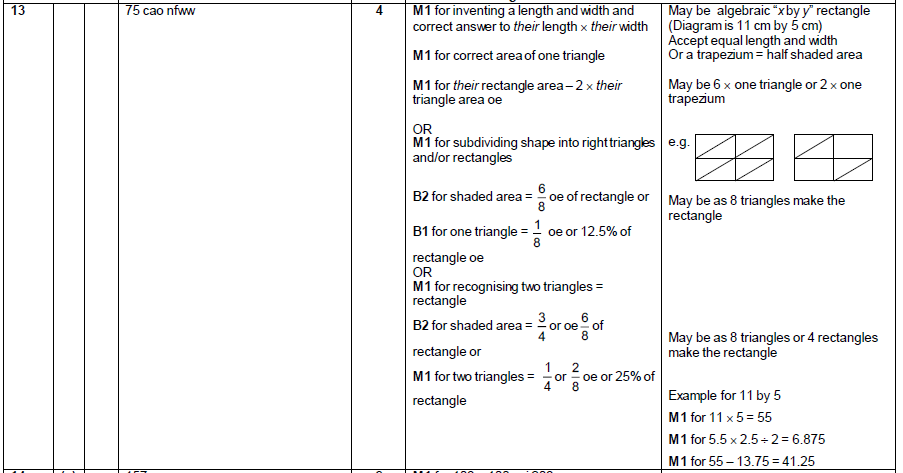 13 75 cao nfww 4 M1 for inventing a length and width and May be algebraic “x by y” rectangle
correct answer to their length × their width (Diagram is 11 cm by 5 cm)
Accept equal length and width
M1 for correct area of one triangle Or a trapezium = half shaded area
M1 for their rectangle area – 2 × their May be 6 × one triangle or 2 × one
triangle area oe trapezium
OR
M1 for subdividing shape into right triangles e.g.
and/or rectangles
B2 for shaded area = 6/8 oe of rectangle or May be as 8 triangles make the
rectangle
B1 for one triangle = 1/8 oe or 12.5% of
rectangle oe
OR
M1 for recognising two triangles =
rectangle
B2 for shaded area = 3/4 or oe 6/8 of May be as 8 triangles or 4 rectangles
rectangle or make the rectangle
M1 for two triangles = 1/4 or 2/8 oe or 25% of
rectangle
Example for 11 by 5
M1 for 11 × 5 = 55
M1 for 5.5 × 2.5 ÷ 2 = 6.875
M1 for 55 – 13.75 = 41.25